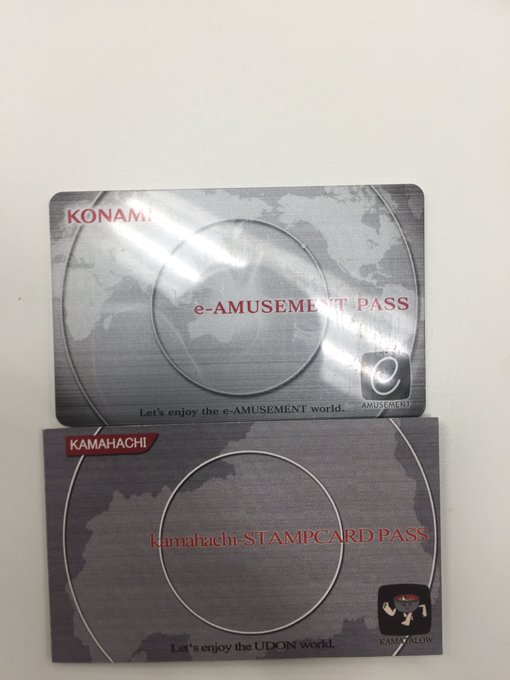 KONAMI
e-AMUSEMENT PASS
e
AMUSEMENT
Let's enjoy the e-AMUSEMENT world.
KAMAHACHI
kamahachi-STAMPCARD PASS
KAMATALOW
Let's enjoy the UDON world.